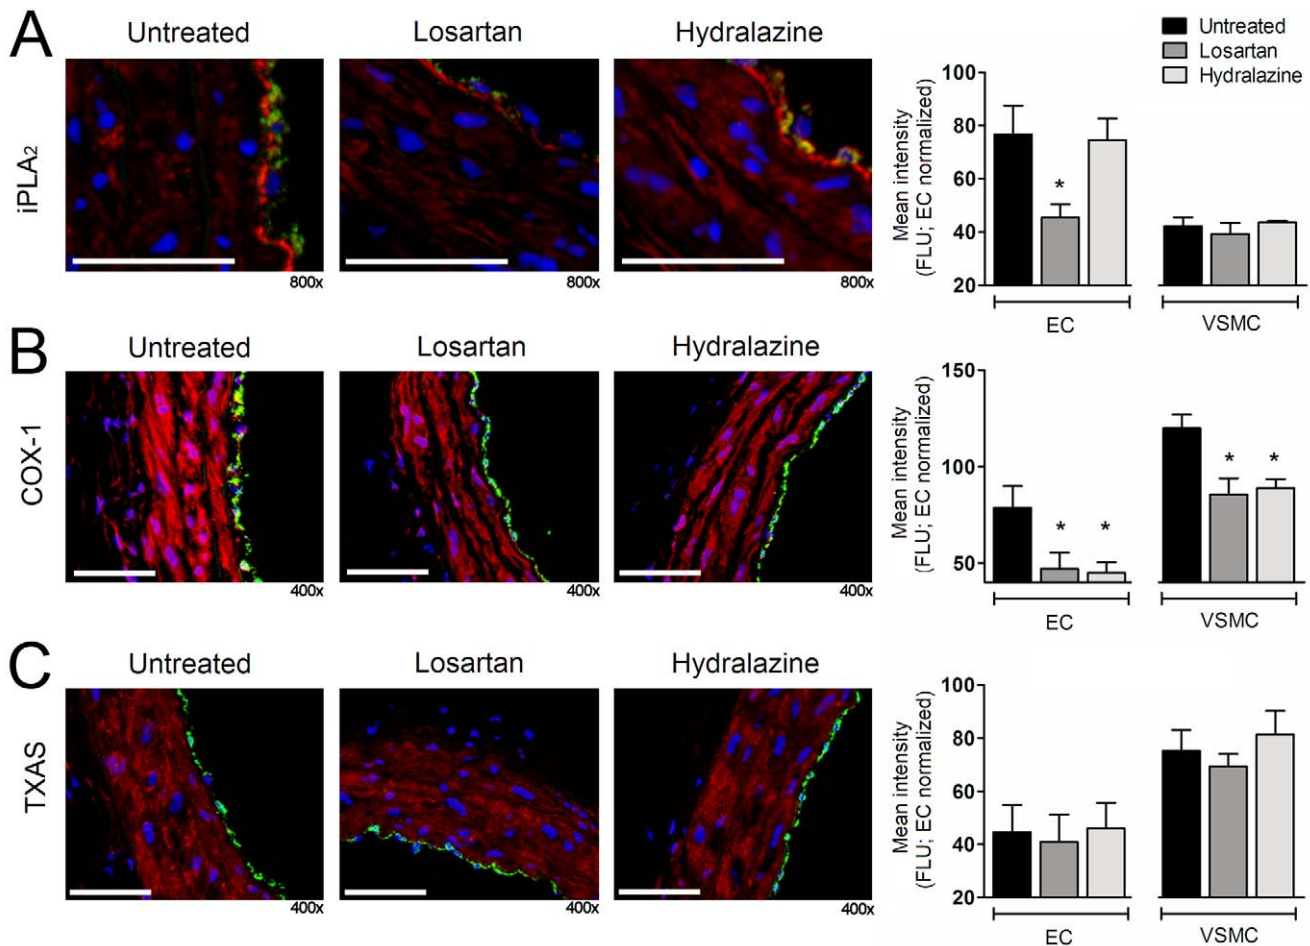 A
Untreated
Losartan
Hydralazine
iPLA2
800x
800x
800x
Untreated
Losartan
Hydralazine
Mean intensity
(FLU; EC normalized)
100
80
60
40
20
*
EC
VSMC
B
Untreated
Losartan
Hydralazine
COX-1
400x
400x
400x
Mean intensity
(FLU; EC normalized)
150
100
50
* *
* *
EC
VSMC
C
Untreated
Losartan
Hydralazine
TXAS
400x
400x
400x
Mean intensity
(FLU; EC normalized)
100
80
60
40
20
EC
VSMC